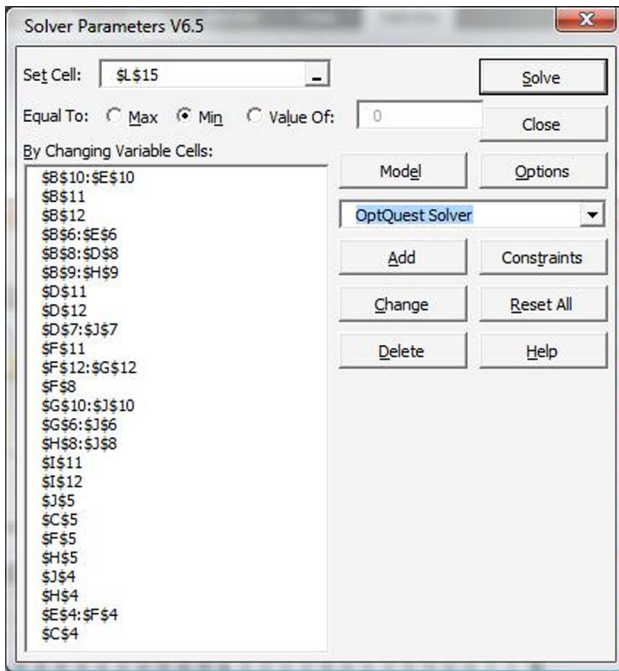 Solver Parameters V6.5
Set Cell: $L$15
Solve
Equal To: Max Min Value Of: 0
Close
By Changing Variable Cells:
Model
Options
OptQuest Solver
Add
Constraints
Change
Reset All
Delete
Help
$B$10:$E$10
$B$11
$B$12
$B$6:$E$6
$B$8:$D$8
$B$9:$H$9
$D$11
$D$12
$D$7:$J$7
$F$11
$F$12:$G$12
$F$8
$G$10:$J$10
$G$6:$J$6
$H$8:$J$8
$I$11
$I$12
$J$5
$C$5
$F$5
$H$5
$J$4
$H$4
$E$4:$F$4
$C$4